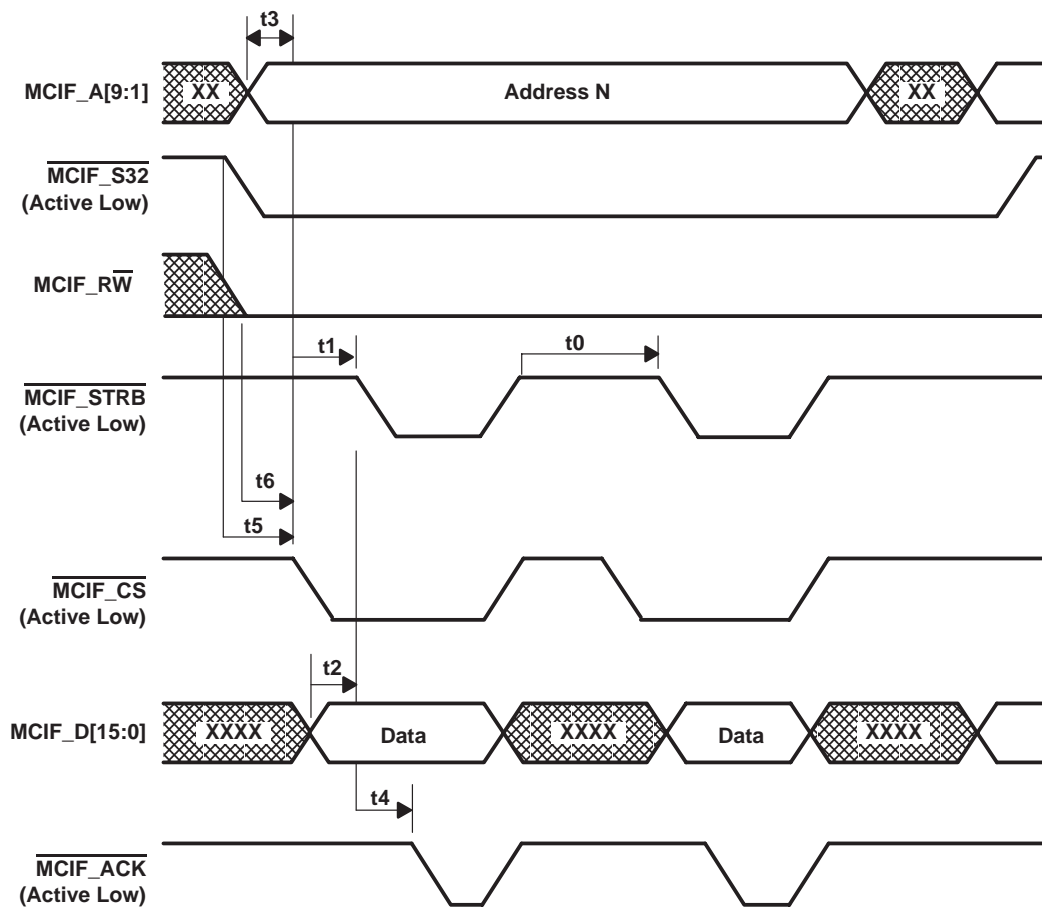 t3
MCIF_A[9:1]
XX
Address N
XX
MCIF_S32
(Active Low)
MCIF_RW
t1
t0
MCIF_STRB
(Active Low)
t6
t5
MCIF_CS
(Active Low)
t2
MCIF_D[15:0]
XXXX
Data
XXXX
Data
XXXX
t4
MCIF_ACK
(Active Low)